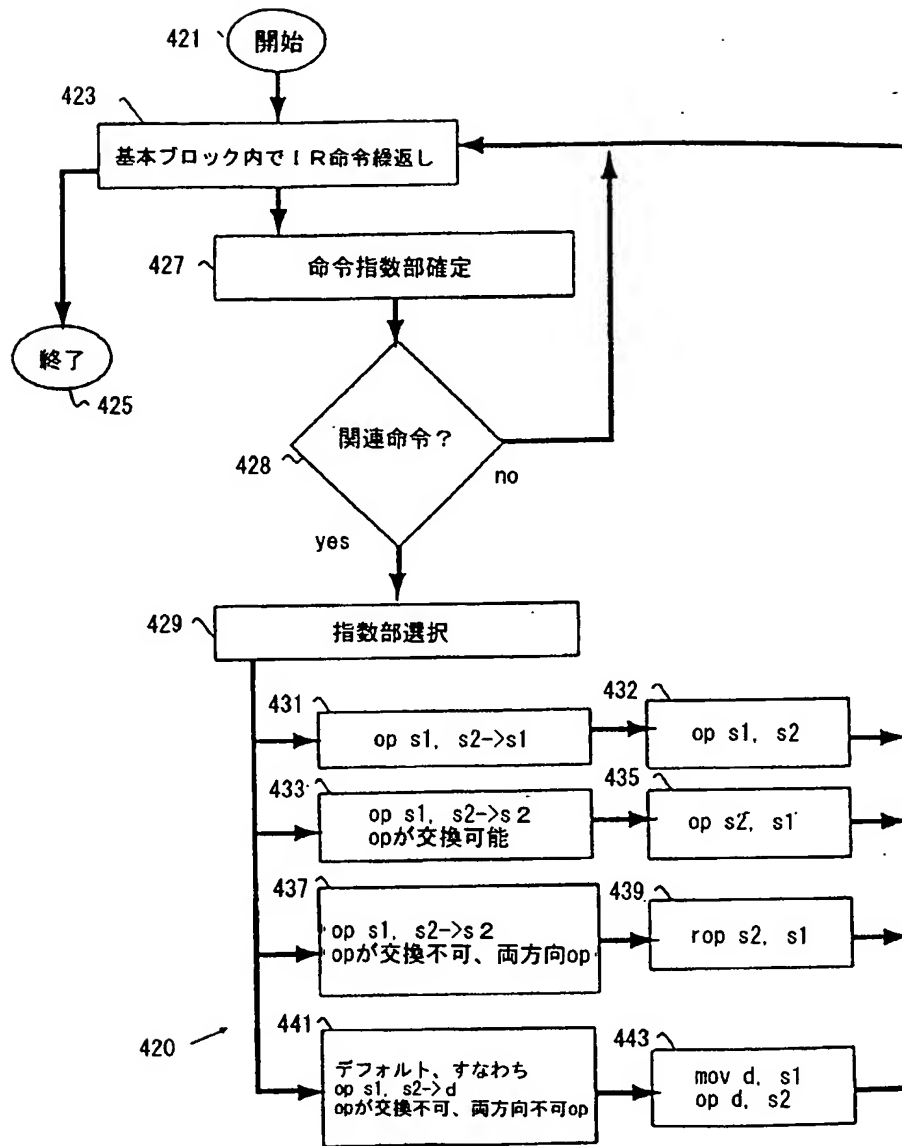 421
開始
423
基本ブロック内でIR命令繰返し
427
命令指数部確定
終了
425
関連命令?
428
no
yes
429
指数部選択
431
op s1, s2->s1
432
op s1, s2
433
op s1, s2->s2
opが交換可能
435
op s2, s1
437
op s1, s2->s2
opが交換不可、両方向op
439
rop s2, s1
420
441
デフォルト、すなわち
op s1, s2->d
opが交換不可、両方向不可op
443
mov d, s1
op d, s2